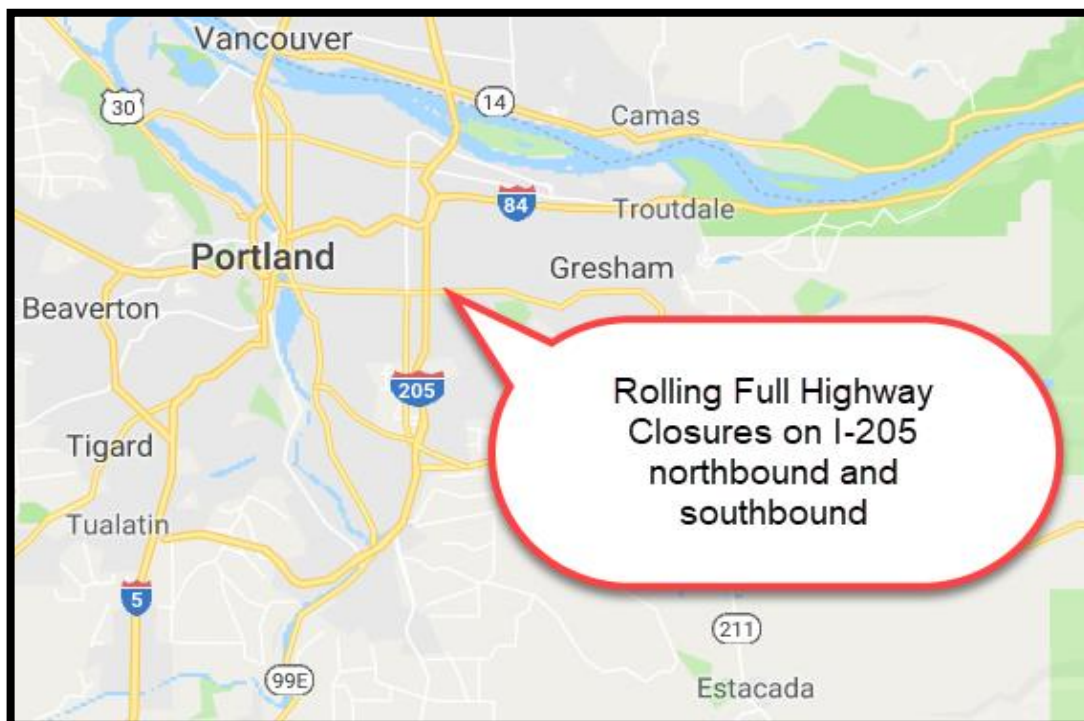 Vancouver
30
14
Camas
84
Troutdale
Portland
Gresham
Beaverton
205
Rolling Full Highway
Closures on I-205
northbound and
southbound
Tigard
Tualatin
5
211
99E
Estacada